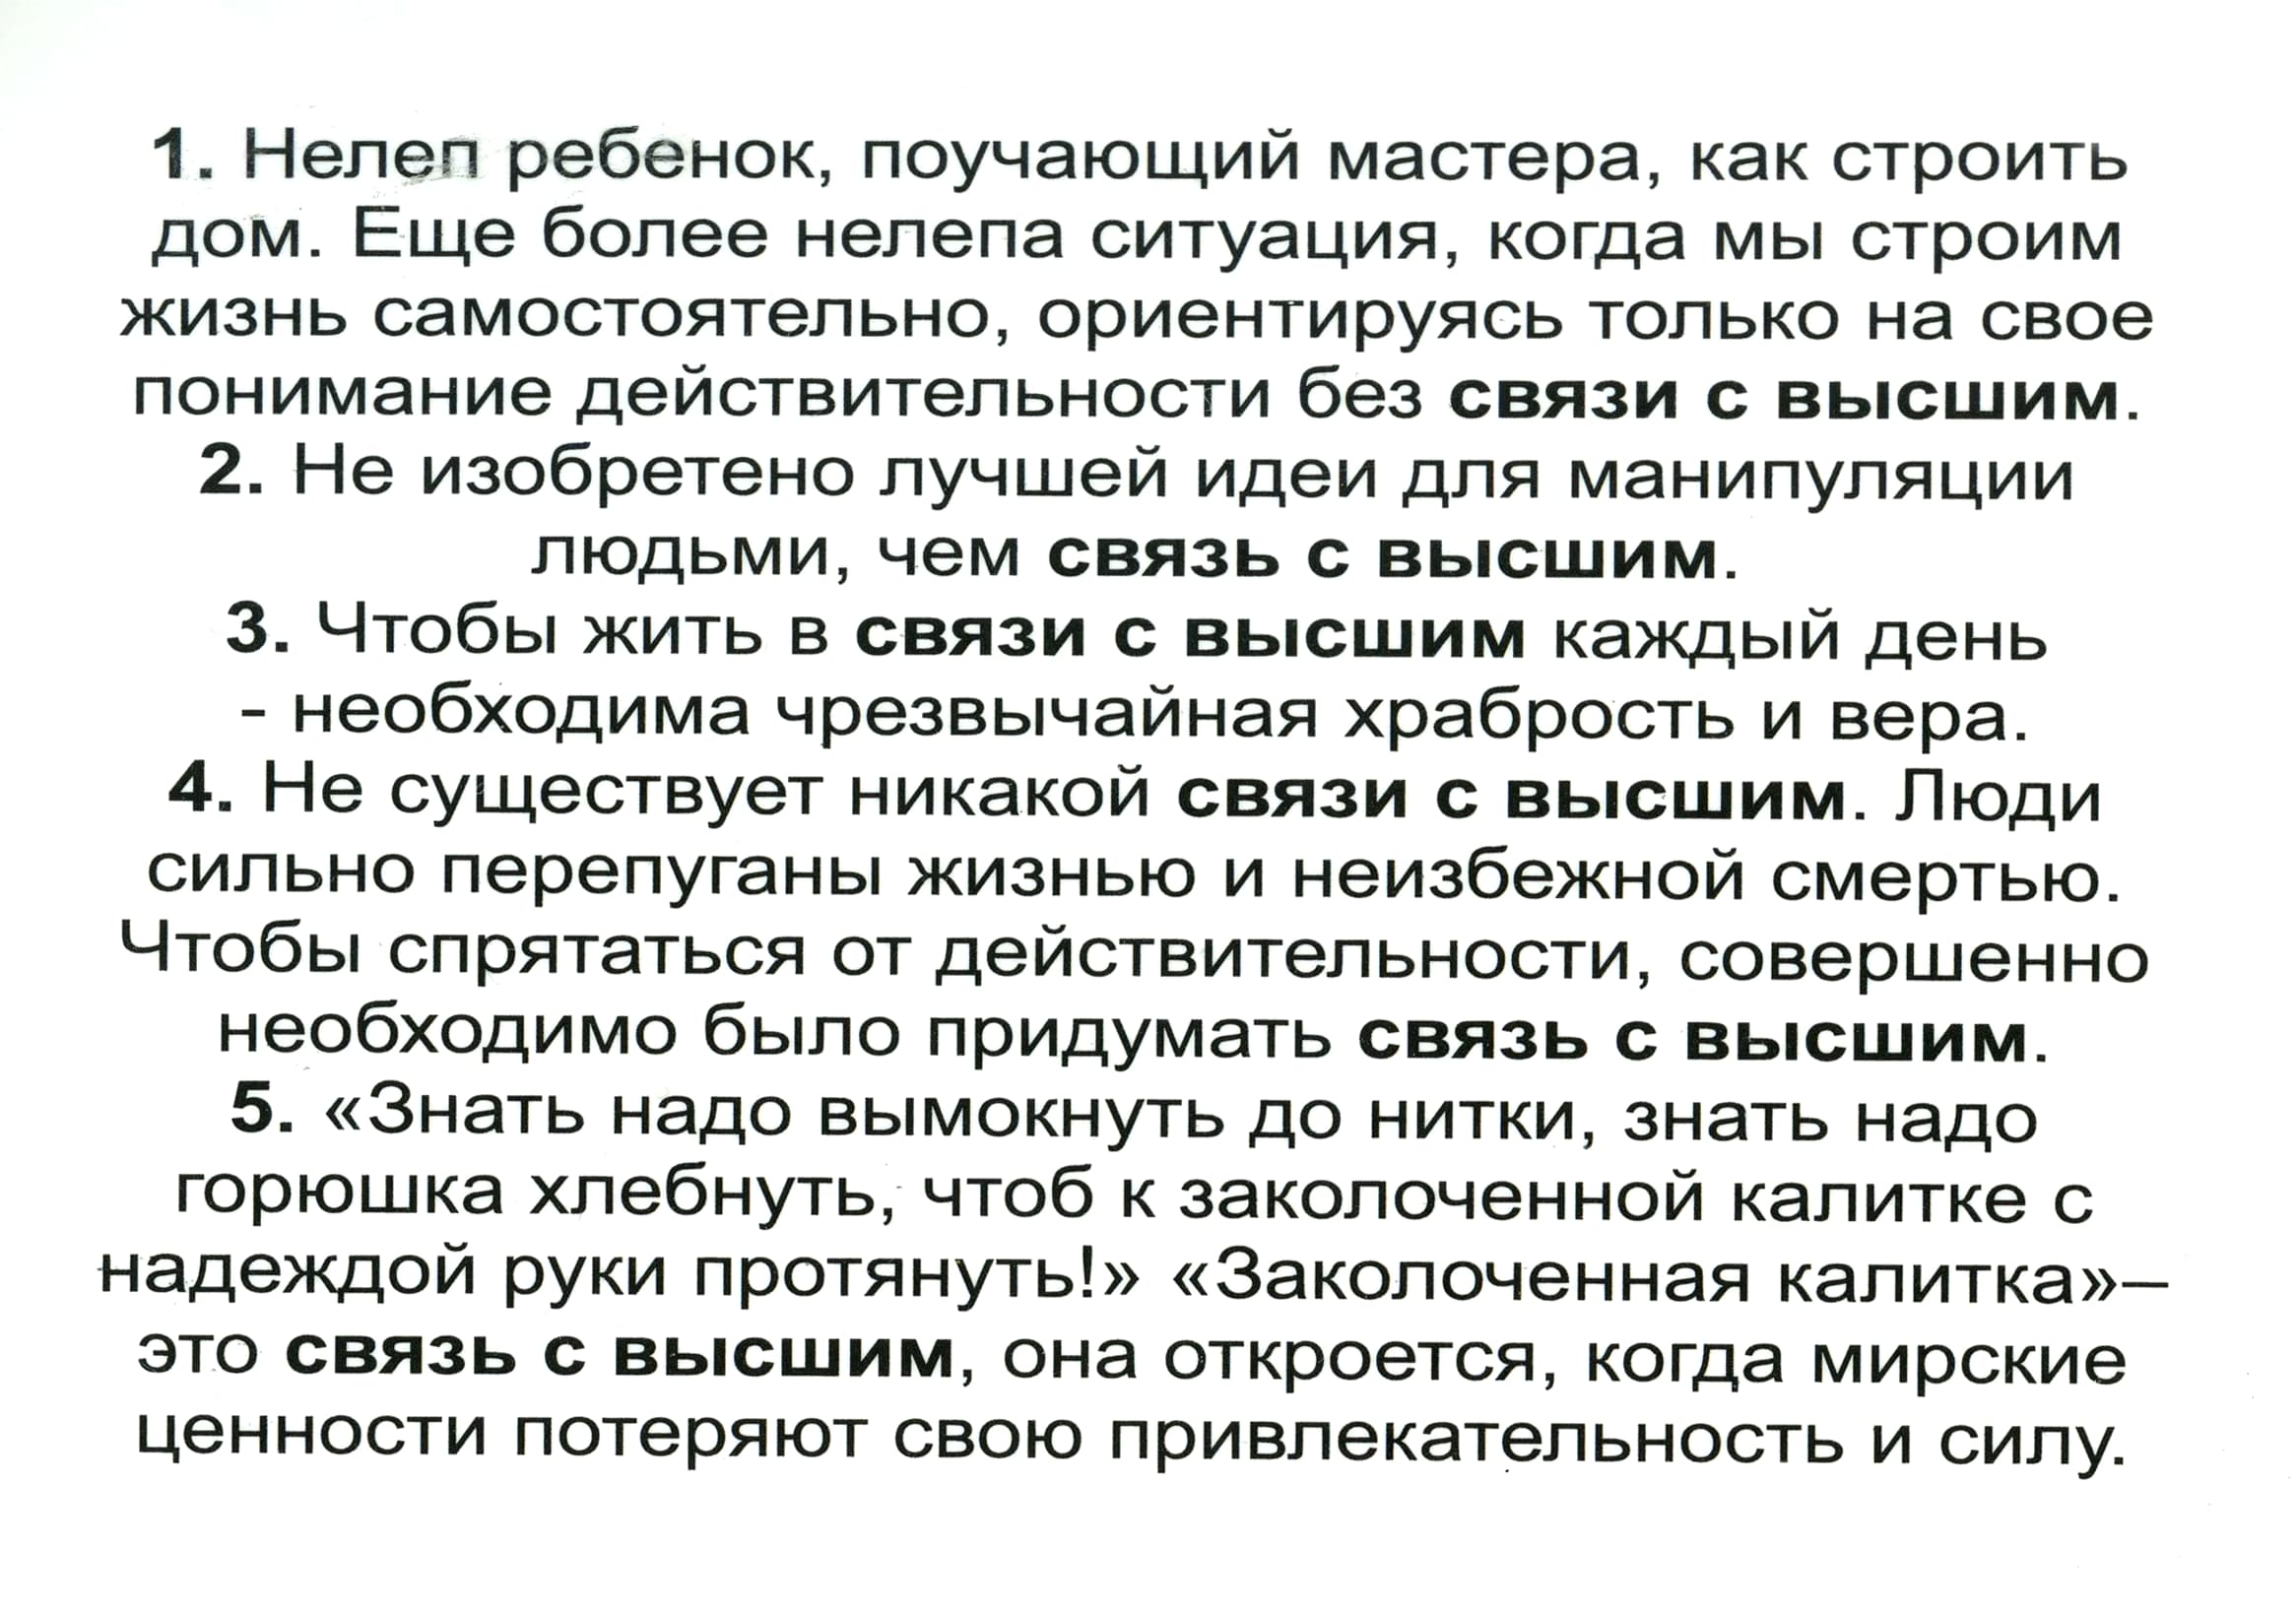 1. Нелеп ребенок, поучающий мастера, как строить
дом. Еще более нелепа ситуация, когда мы строим
жизнь самостоятельно, ориентируясь только на свое
понимание действительности без связи с высшим.
2. Не изобретено лучшей идеи для манипуляции
людьми, чем связь с высшим.
3. Чтобы жить в связи с высшим каждый день
- необходима чрезвычайная храбрость и вера.
4. Не существует никакой связи с высшим. Люди
сильно перепуганы жизнью и неизбежной смертью.
Чтобы спрятаться от действительности, совершенно
необходимо было придумать связь с высшим.
5. «Знать надо вымокнуть до нитки, знать надо
горюшка хлебнуть, чтоб к заколоченной калитке с
надеждой руки протянуть!» «Заколоченная калитка»–
это связь с высшим, она откроется, когда мирские
ценности потеряют свою привлекательность и силу.